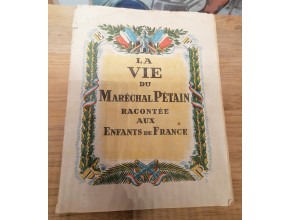 LA
VIE
DU
MARÉCHAL PÉTAIN
RACONTÉE
AUX
ENFANTS DE FRANCE